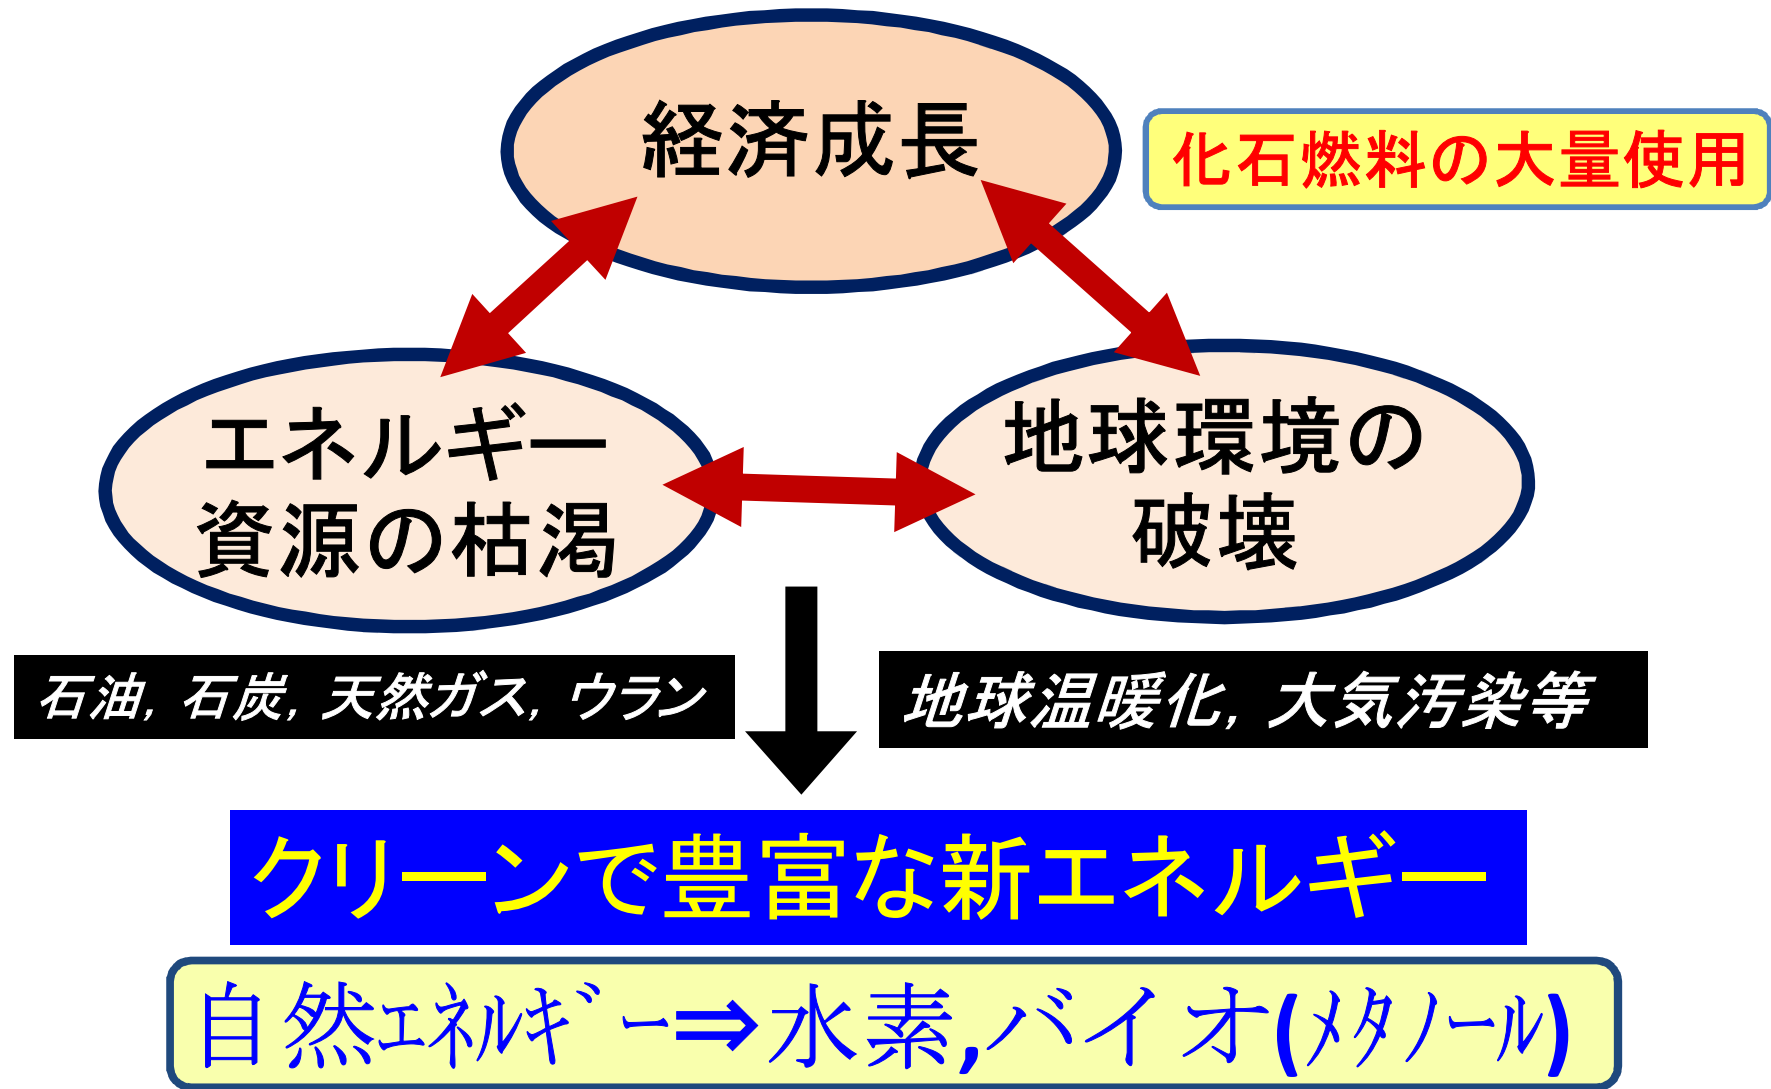 経済成長
化石燃料の大量使用
エネルギー
資源の枯渇
地球環境の
破壊
石油, 石炭, 天然ガス, ウラン
地球温暖化, 大気汚染等
クリーンで豊富な新エネルギー
自然ｴﾈﾙｷﾞｰ⇒水素,バイオ(ﾒﾀﾉｰﾙ)